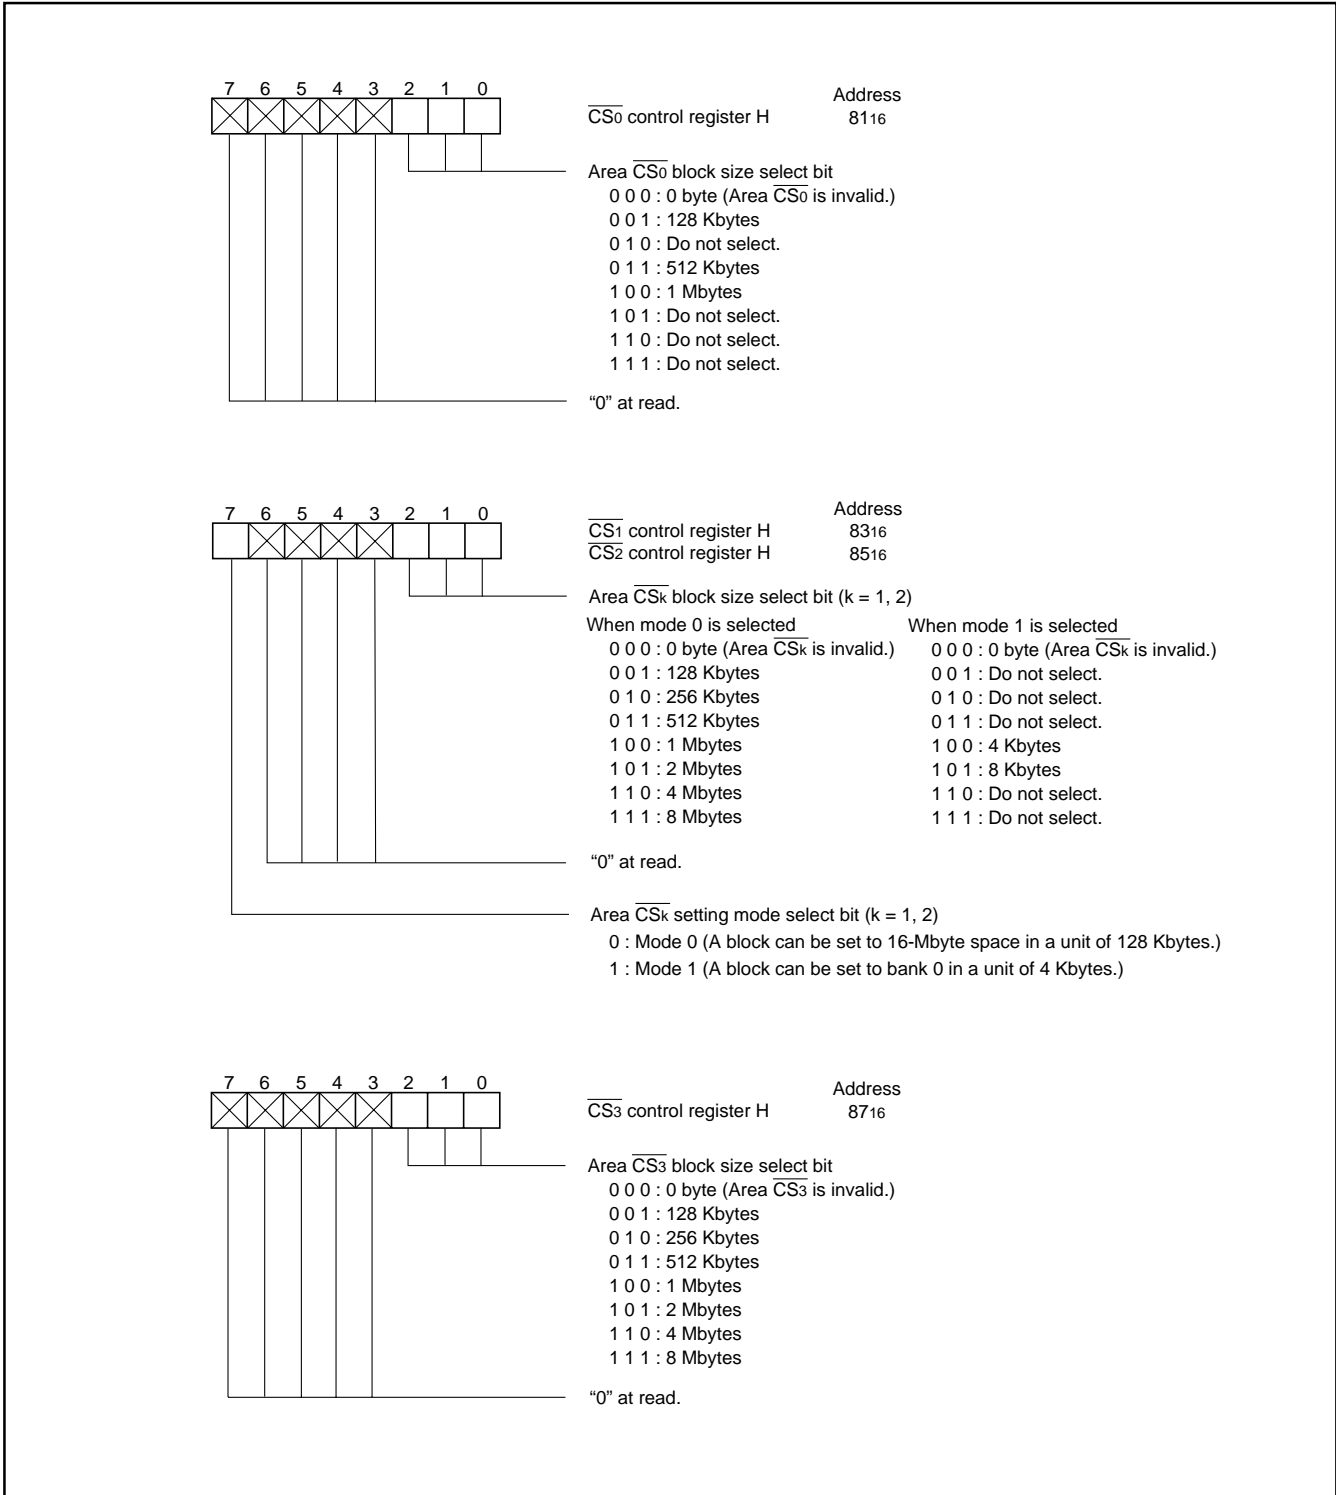 Address
7 6 5 4 3 2 1 0
CS0 control register H 8116
Area CS0 block size select bit
0 0 0 : 0 byte (Area CS0 is invalid.)
0 0 1 : 128 Kbytes
0 1 0 : Do not select.
0 1 1 : 512 Kbytes
1 0 0 : 1 Mbytes
1 0 1 : Do not select.
1 1 0 : Do not select.
1 1 1 : Do not select.
“0” at read.
Address
7 6 5 4 3 2 1 0
CS1 control register H 8316
CS2 control register H 8516
Area CSk block size select bit (k = 1, 2)
When mode 0 is selected
0 0 0 : 0 byte (Area CSk is invalid.)
0 0 1 : 128 Kbytes
0 1 0 : 256 Kbytes
0 1 1 : 512 Kbytes
1 0 0 : 1 Mbytes
1 0 1 : 2 Mbytes
1 1 0 : 4 Mbytes
1 1 1 : 8 Mbytes
When mode 1 is selected
0 0 0 : 0 byte (Area CSk is invalid.)
0 0 1 : Do not select.
0 1 0 : Do not select.
0 1 1 : Do not select.
1 0 0 : 4 Kbytes
1 0 1 : 8 Kbytes
1 1 0 : Do not select.
1 1 1 : Do not select.
“0” at read.
Area CSk setting mode select bit (k = 1, 2)
0 : Mode 0 (A block can be set to 16-Mbyte space in a unit of 128 Kbytes.)
1 : Mode 1 (A block can be set to bank 0 in a unit of 4 Kbytes.)
Address
7 6 5 4 3 2 1 0
CS3 control register H 8716
Area CS3 block size select bit
0 0 0 : 0 byte (Area CS3 is invalid.)
0 0 1 : 128 Kbytes
0 1 0 : 256 Kbytes
0 1 1 : 512 Kbytes
1 0 0 : 1 Mbytes
1 0 1 : 2 Mbytes
1 1 0 : 4 Mbytes
1 1 1 : 8 Mbytes
“0” at read.